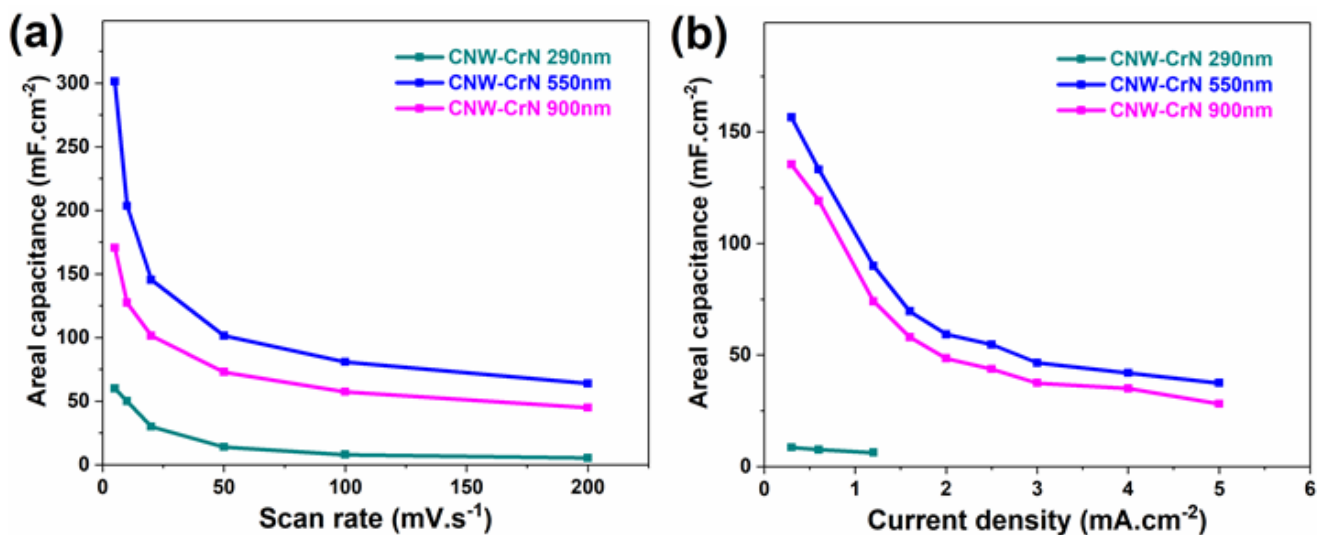 (a)
CNW-CrN 290nm
CNW-CrN 550nm
CNW-CrN 900nm
Areal capacitance (mF.cm⁻²)
300
250
200
150
100
50
0
0 50 100 150 200
Scan rate (mV.s⁻¹)
(b)
CNW-CrN 290nm
CNW-CrN 550nm
CNW-CrN 900nm
Areal capacitance (mF.cm⁻²)
150
100
50
0
0 1 2 3 4 5 6
Current density (mA.cm⁻²)